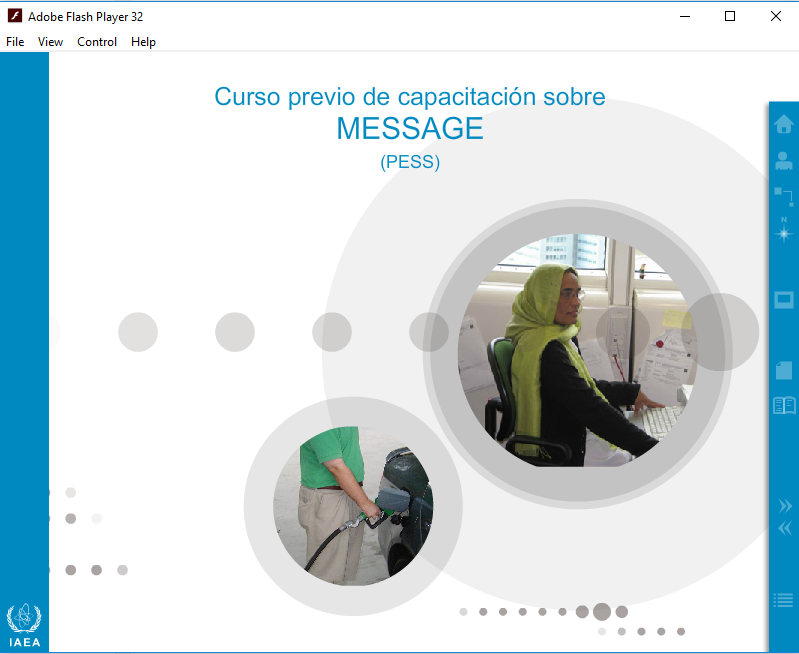 Adobe Flash Player 32
File View Control Help
Curso previo de capacitación sobre
MESSAGE
(PESS)
N
IAEA